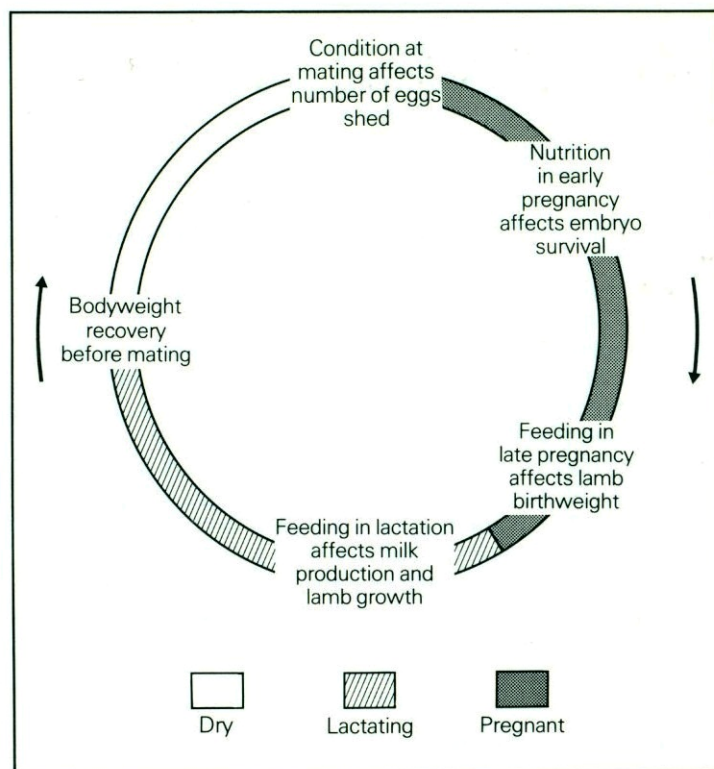 Condition at
mating affects
number of eggs
shed
Nutrition
in early
pregnancy
affects embryo
survival
Bodyweight
recovery
before mating
Feeding in
late pregnancy
affects lamb
birthweight
Feeding in lactation
affects milk
production and
lamb growth
Dry
Lactating
Pregnant